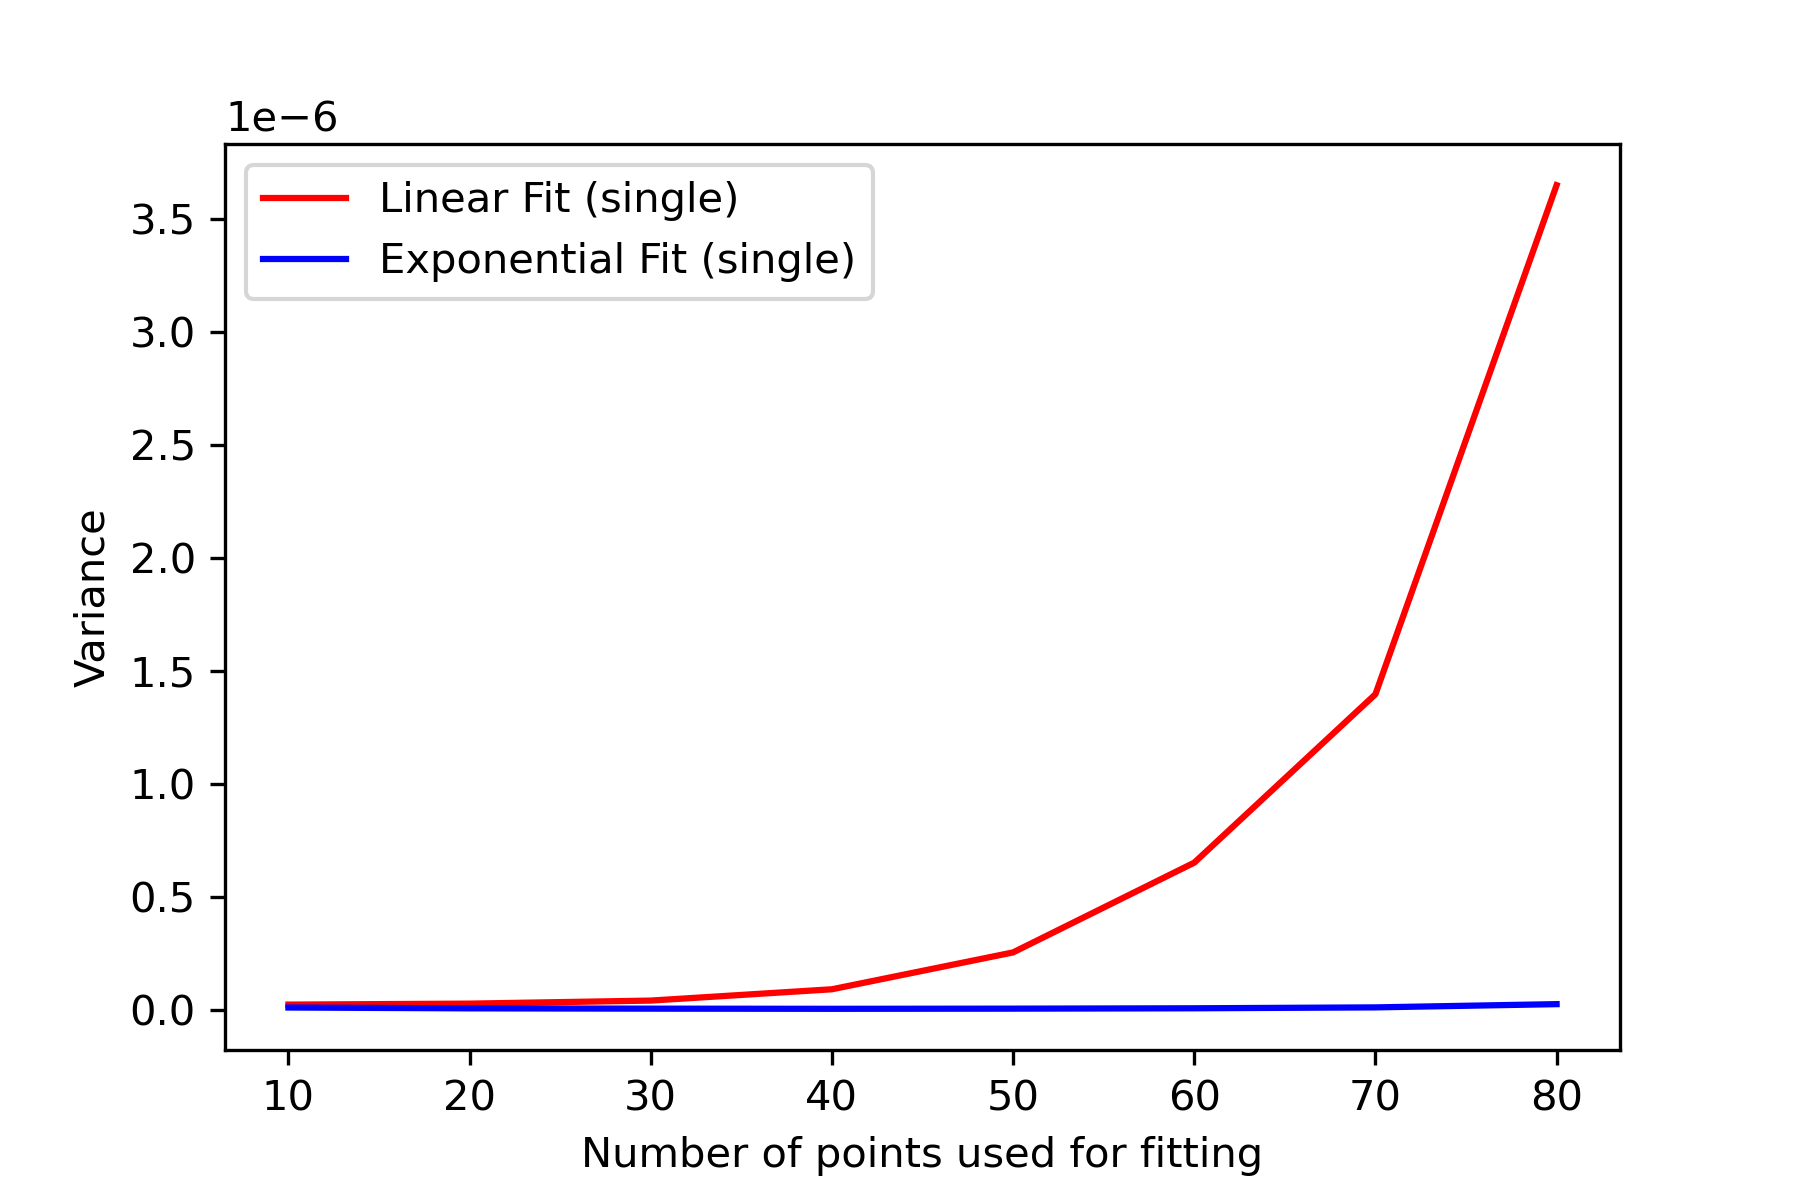 1e−6
Linear Fit (single)
Exponential Fit (single)
3.5
3.0
2.5
2.0
1.5
1.0
0.5
0.0
Variance
10 20 30 40 50 60 70 80
Number of points used for fitting